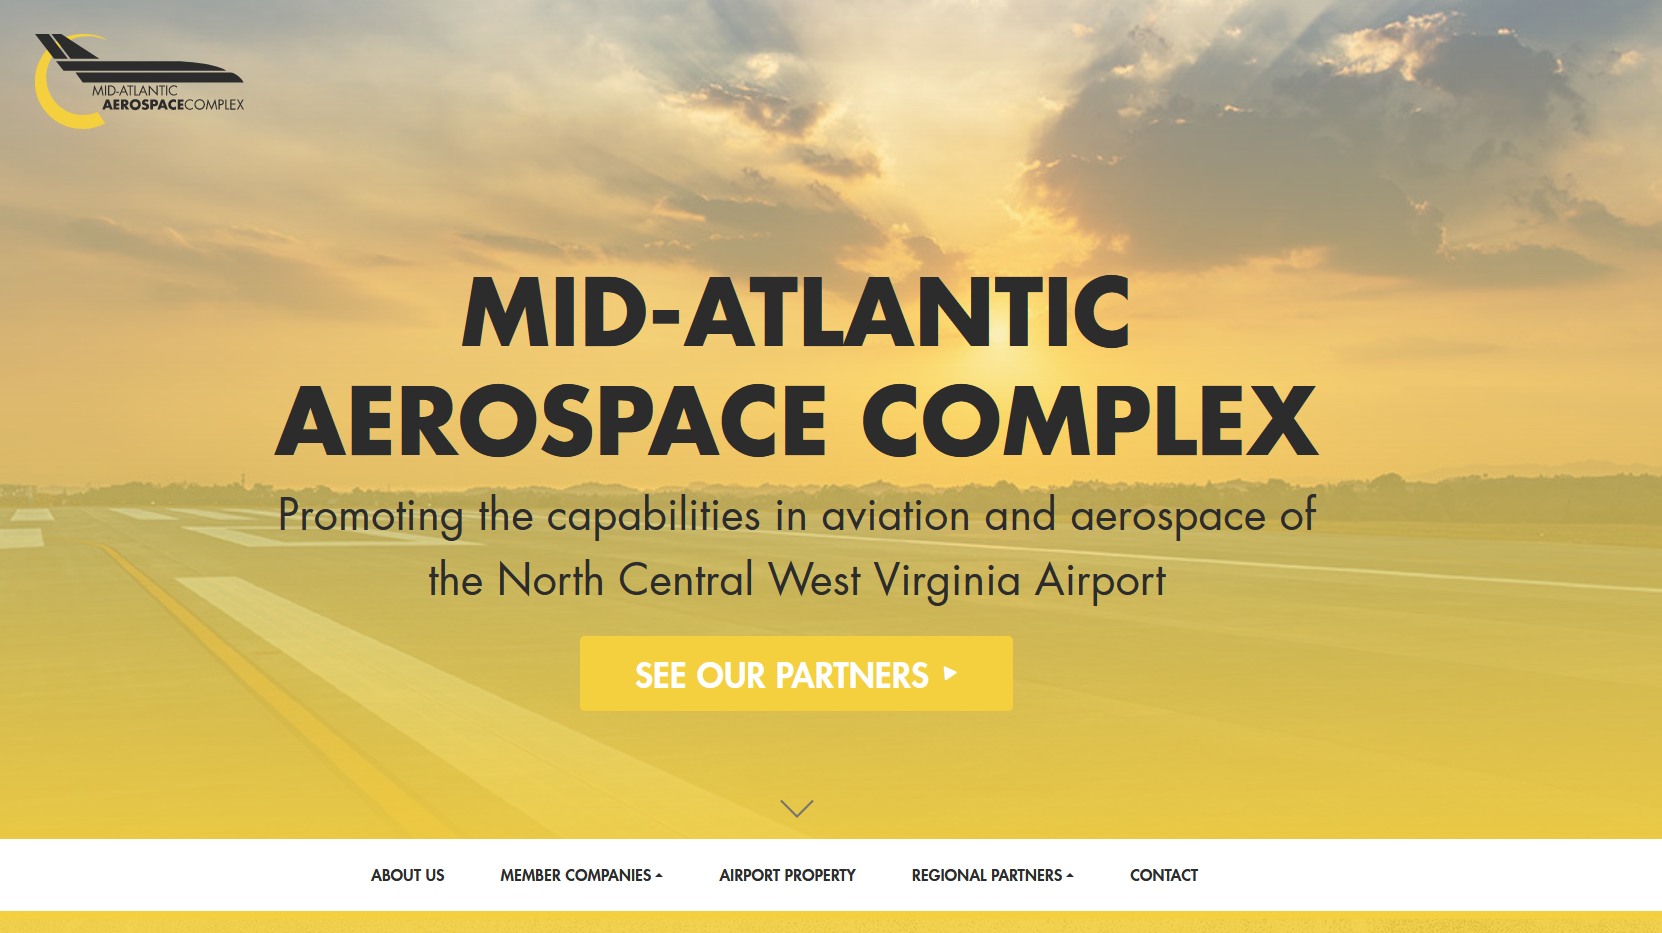 MID-ATLANTIC
AEROSPACECOMPLEX
MID-ATLANTIC
AEROSPACE COMPLEX
Promoting the capabilities in aviation and aerospace of
the North Central West Virginia Airport
SEE OUR PARTNERS
ABOUT US MEMBER COMPANIES AIRPORT PROPERTY REGIONAL PARTNERS CONTACT